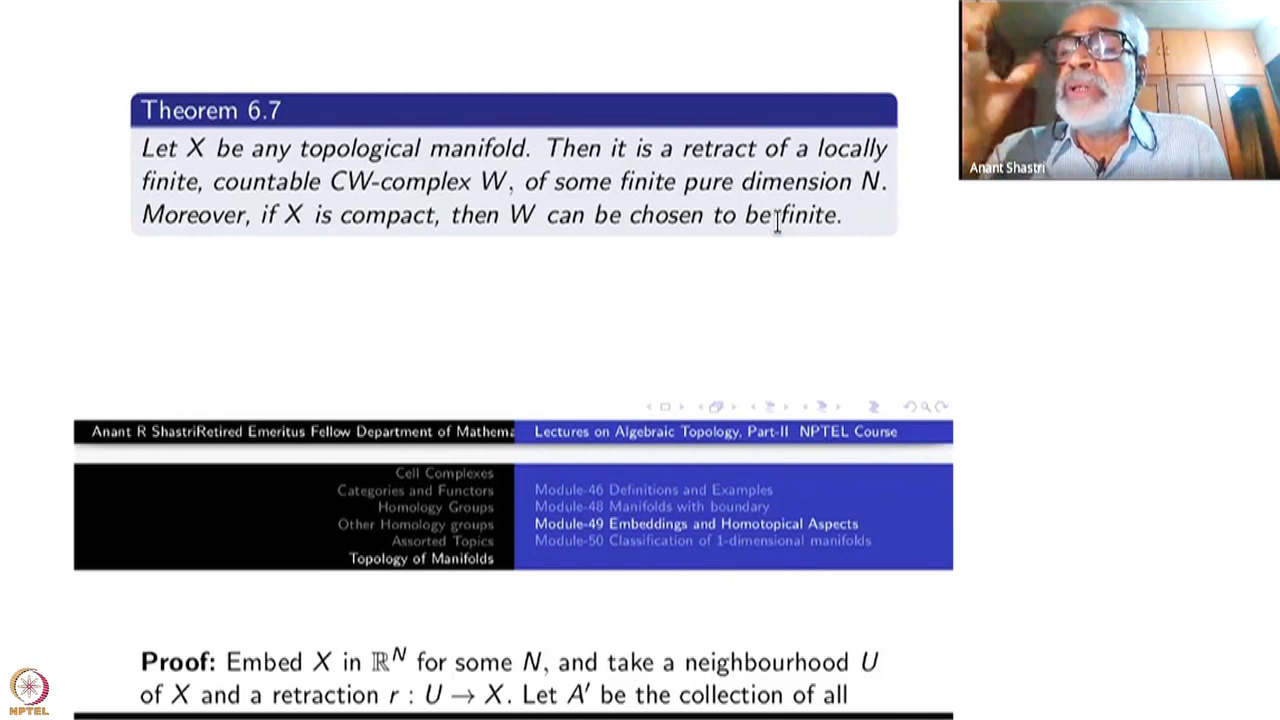 Theorem 6.7
Let X be any topological manifold. Then it is a retract of a locally
finite, countable CW-complex W, of some finite pure dimension N.
Moreover, if X is compact, then W can be chosen to be finite.
Anant Shastri
Anant R ShastriRetired Emeritus Fellow Department of Mathema
Lectures on Algebraic Topology, Part-II NPTEL Course
Cell Complexes
Categories and Functors
Homology Groups
Other Homology groups
Assorted Topics
Topology of Manifolds
Module-46 Definitions and Examples
Module-48 Manifolds with boundary
Module-49 Embeddings and Homotopical Aspects
Module-50 Classification of 1-dimensional manifolds
Proof: Embed X in ℝᴺ for some N, and take a neighbourhood U
of X and a retraction r : U → X. Let A′ be the collection of all
NPTEL